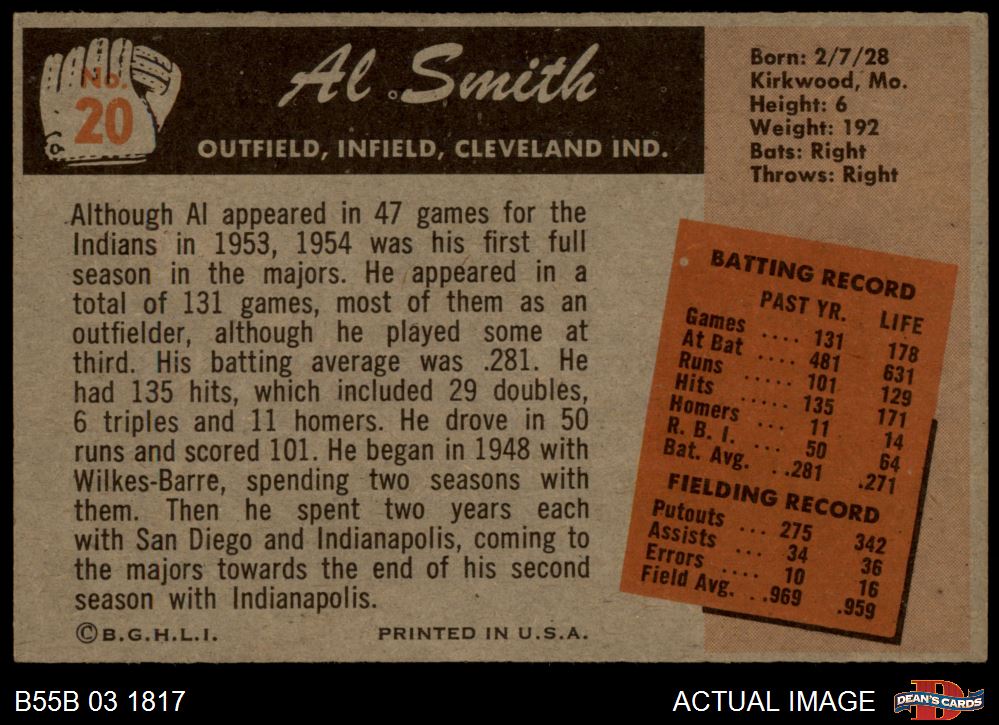 No.
20
Al Smith
OUTFIELD, INFIELD, CLEVELAND IND.
Born: 2/7/28
Kirkwood, Mo.
Height: 6
Weight: 192
Bats: Right
Throws: Right
Although Al appeared in 47 games for the
Indians in 1953, 1954 was his first full
season in the majors. He appeared in a
total of 131 games, most of them as an
outfielder, although he played some at
third. His batting average was .281. He
had 135 hits, which included 29 doubles,
6 triples and 11 homers. He drove in 50
runs and scored 101. He began in 1948 with
Wilkes-Barre, spending two seasons with
them. Then he spent two years each
with San Diego and Indianapolis, coming to
the majors towards the end of his second
season with Indianapolis.
©B.G.H.L.I. PRINTED IN U.S.A.
BATTING RECORD
PAST YR. LIFE
Games .... 131 178
At Bat .... 481 631
Runs ..... 101 129
Hits ..... 135 171
Homers ... 11 14
R. B. I. .... 50 64
Bat. Avg. ..281 .271
FIELDING RECORD
Putouts ... 275 342
Assists ... 34 36
Errors .... 10 16
Field Avg. ..969 .959
B55B 03 1817
ACTUAL IMAGE
D
DEAN'S CARDS